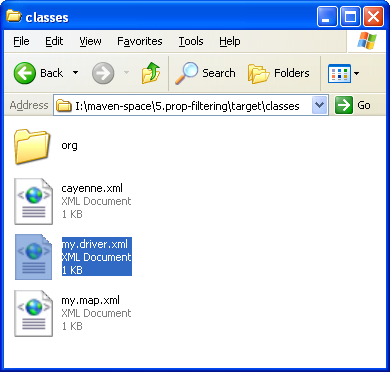 classes
File Edit View Favorites Tools Help
Back Search Folders
Address I:\maven-space\5.prop-filtering\target\classes Go
org
cayenne.xml
XML Document
1 KB
my.driver.xml
XML Document
1 KB
my.map.xml
XML Document
1 KB